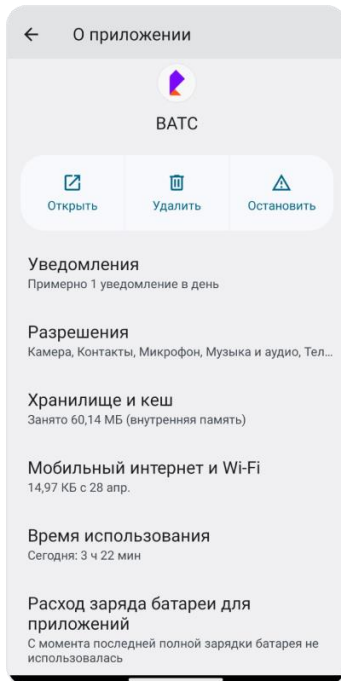 О приложении
ВАТС
Открыть
Удалить
Остановить
Уведомления
Примерно 1 уведомление в день
Разрешения
Камера, Контакты, Микрофон, Музыка и аудио, Тел...
Хранилище и кеш
Занято 60,14 МБ (внутренняя память)
Мобильный интернет и Wi-Fi
14,97 КБ с 28 апр.
Время использования
Сегодня: 3 ч 22 мин
Расход заряда батареи для
приложений
С момента последней полной зарядки батарея не
использовалась